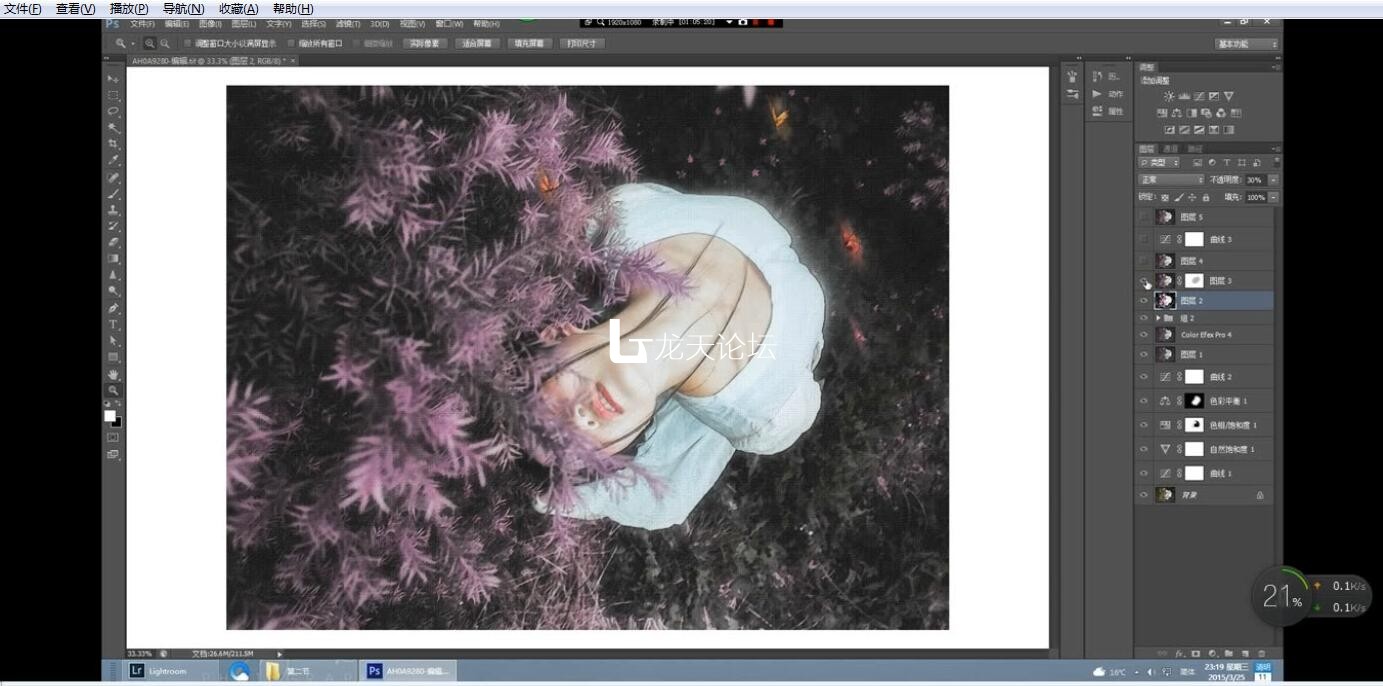 文件(F) 查看(V) 播放(P) 导航(N) 收藏(A) 帮助(H)
Ps 文件(F) 编辑(E) 图像(I) 图层(L) 文字(Y) 选择(S) 滤镜(T) 3D(D) 视图(V) 窗口(W) 帮助(H)
1920x1080 录制中 [01:05:20]
调整窗口大小以满屏显示 缩放所有窗口 细微缩放 实际像素 适合屏幕 填充屏幕 打印尺寸 基本功能
AH0A9280-编辑.tif @ 33.3% (图层 2, RGB/8) * ×
调整
添加调整
动作
属性
图层 通道 路径
类型
正常 不透明度: 30%
锁定: 填充: 100%
图层 5
曲线 3
图层 4
图层 3
图层 2
组 2
Color Efex Pro 4
图层 1
曲线 2
色彩平衡 1
色相/饱和度 1
自然饱和度 1
曲线 1
背景
龙天论坛
21%
0.1K/s
0.1K/s
33.33% 文档:26.6M/211.5M
Lr Lightroom 第二节 Ps AH0A9280-编辑...
16℃ 简体 23:19 星期三 清明
2015/3/25 11